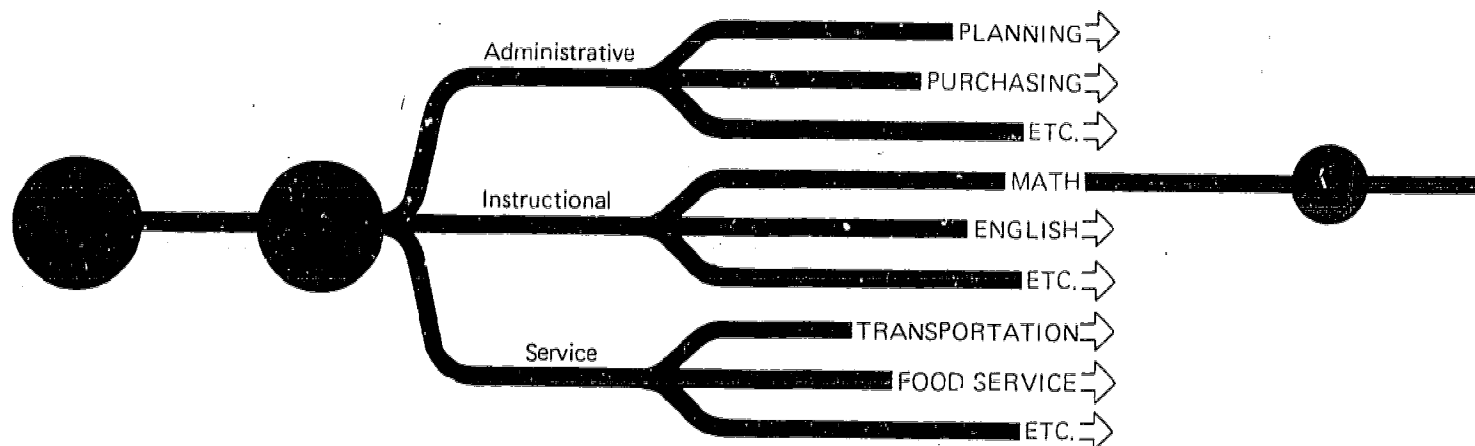 Administrative
PLANNING
PURCHASING
ETC.
Instructional
MATH
ENGLISH
ETC.
Service
TRANSPORTATION
FOOD SERVICE
ETC.